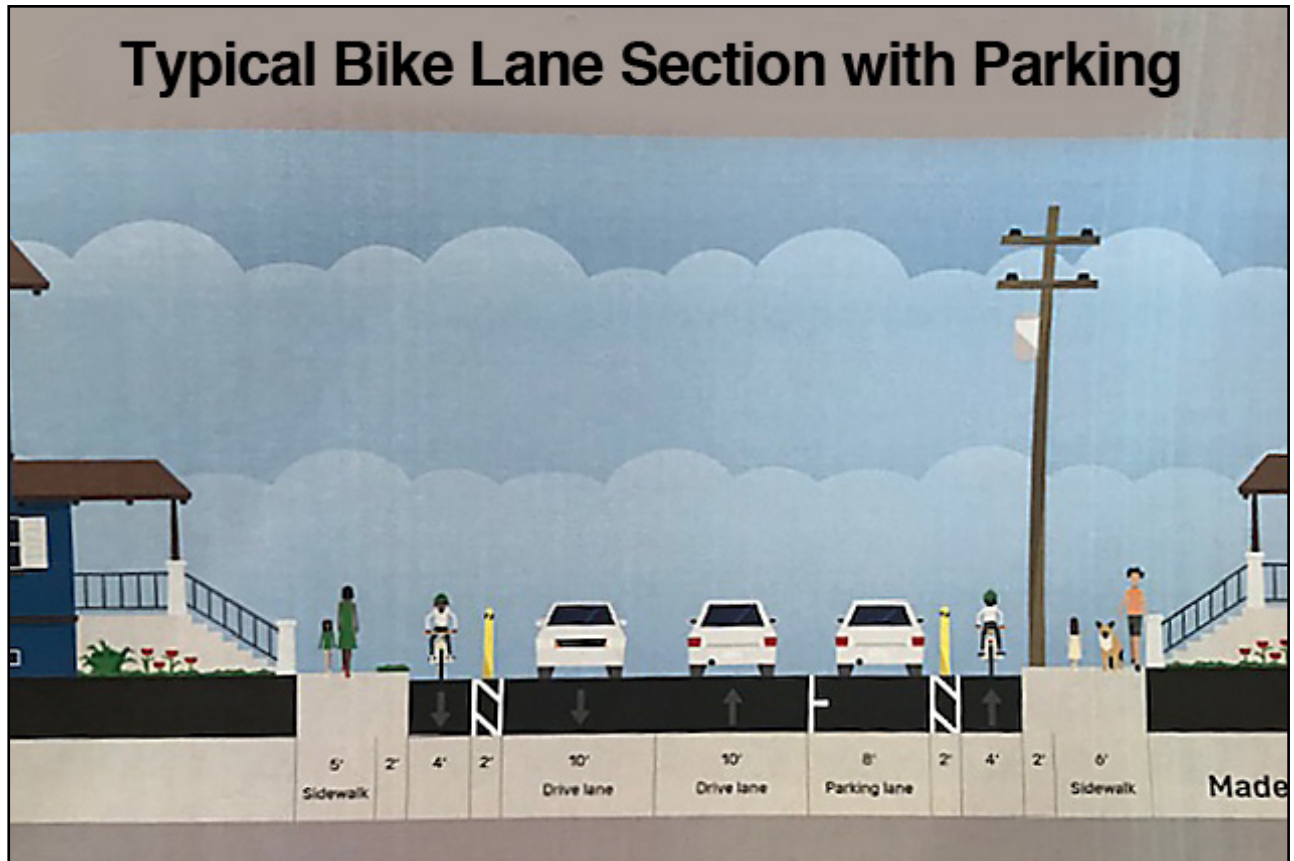 Typical Bike Lane Section with Parking
5' 2' 4' 2' 10' 10' 8' 2' 4' 2' 6'
Sidewalk Drive lane Drive lane Parking lane Sidewalk
Made